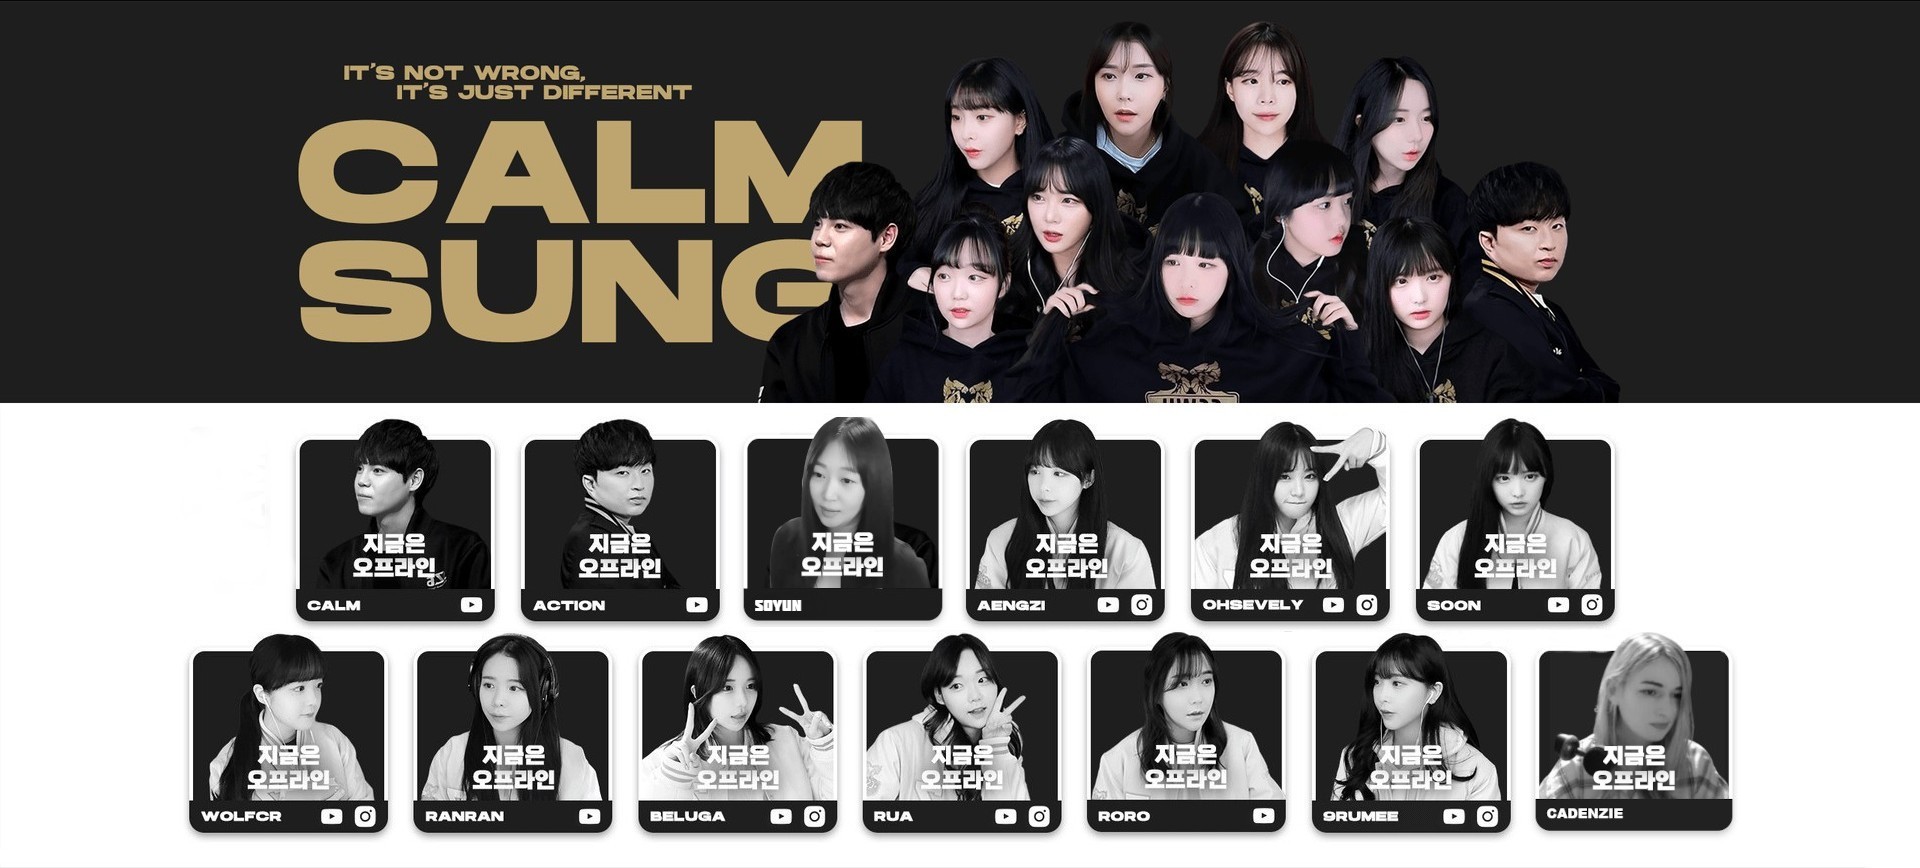 IT'S NOT WRONG,
IT'S JUST DIFFERENT
CALM
SUNG
지금은
오프라인
CALM
지금은
오프라인
ACTION
지금은
오프라인
SOYUN
지금은
오프라인
AENGZI
지금은
오프라인
OHSEVELY
지금은
오프라인
SOON
지금은
오프라인
WOLFCR
지금은
오프라인
RANRAN
지금은
오프라인
BELUGA
지금은
오프라인
RUA
지금은
오프라인
RORO
지금은
오프라인
9RUMEE
지금은
오프라인
CADENZIE